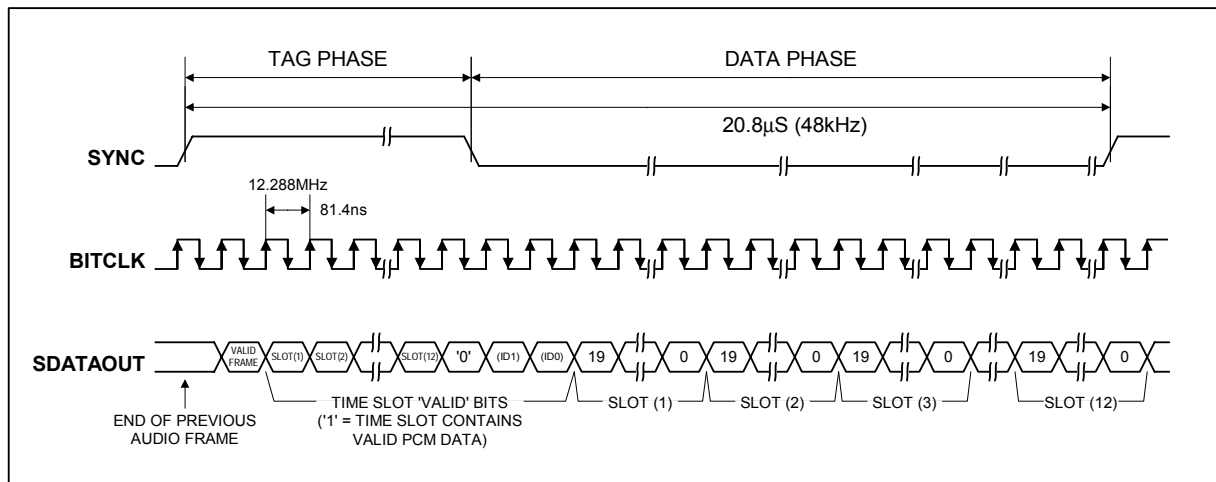 TAG PHASE DATA PHASE
20.8µS (48kHz)
SYNC
12.288MHz
81.4ns
BITCLK
SDATAOUT
VALID FRAME SLOT(1) SLOT(2) SLOT(12) '0' (ID1) (ID0) 19 0 19 0 19 0 19 0
END OF PREVIOUS
AUDIO FRAME
TIME SLOT 'VALID' BITS
('1' = TIME SLOT CONTAINS
VALID PCM DATA)
SLOT (1) SLOT (2) SLOT (3) SLOT (12)